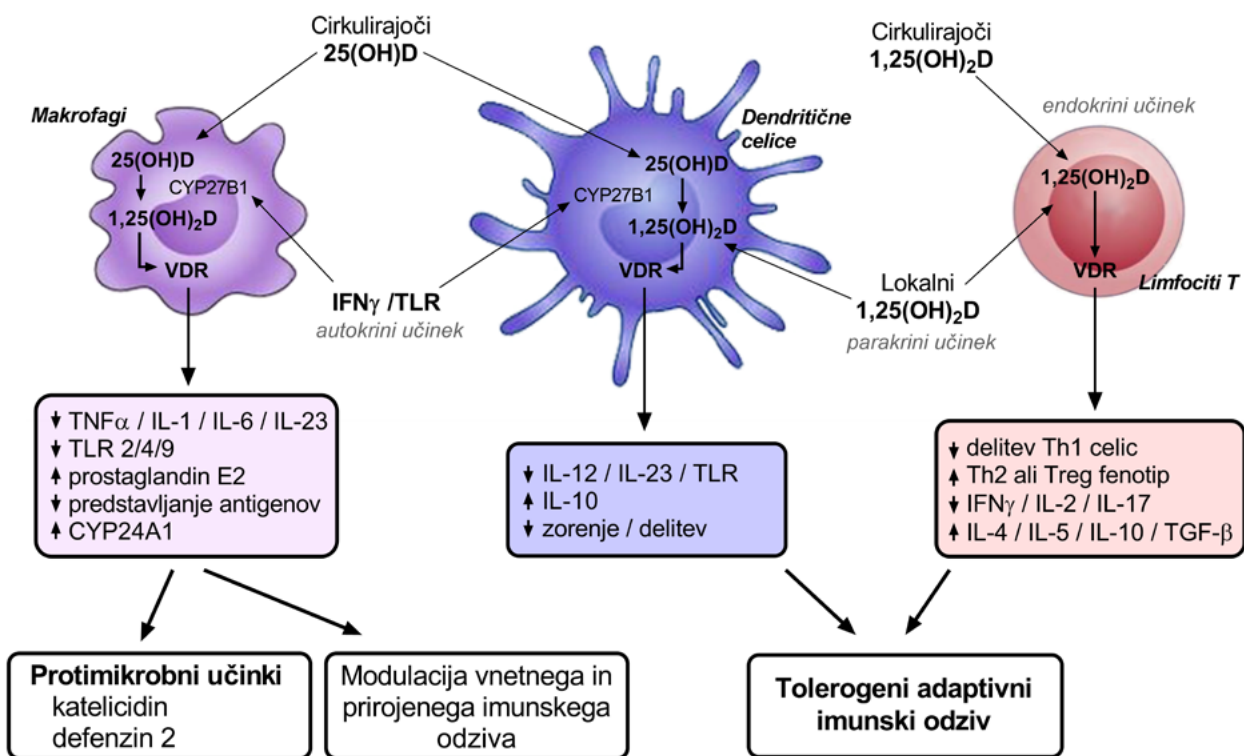 Cirkulirajoči
25(OH)D
Cirkulirajoči
1,25(OH)₂D
Makrofagi
25(OH)D
CYP27B1
1,25(OH)₂D
VDR
Dendritične
celice
25(OH)D
CYP27B1
1,25(OH)₂D
VDR
endokrini učinek
1,25(OH)₂D
VDR
Limfociti T
IFNγ /TLR
avtokrini učinek
Lokalni
1,25(OH)₂D
parakrini učinek
↓ TNFα / IL-1 / IL-6 / IL-23
↓ TLR 2/4/9
↑ prostaglandin E2
↓ predstavljanje antigenov
↑ CYP24A1
↓ IL-12 / IL-23 / TLR
↑ IL-10
↓ zorenje / delitev
↓ delitev Th1 celic
↑ Th2 ali Treg fenotip
↓ IFNγ / IL-2 / IL-17
↑ IL-4 / IL-5 / IL-10 / TGF-β
Protimikrobni učinki
katelicidin
defenzin 2
Modulacija vnetnega in
prirojenega imunskega
odziva
Tolerogeni adaptivni
imunski odziv